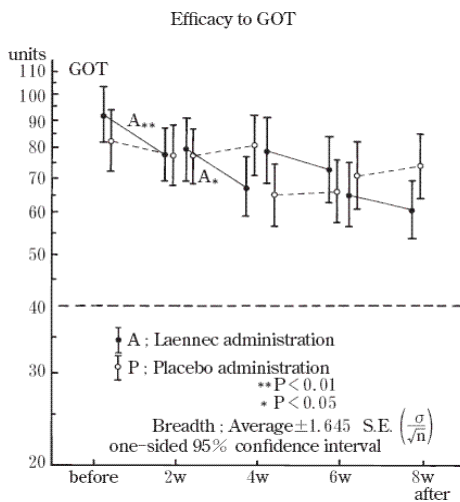 Efficacy to GOT
units
110
GOT
100
90
A**
80
A*
70
60
50
40
A ; Laennec administration
30
P ; Placebo administration
**P<0.01
* P<0.05
Breadth ; Average±1.645 S.E. (σ/√n)
one-sided 95% confidence interval
20
before 2w 4w 6w 8w
after